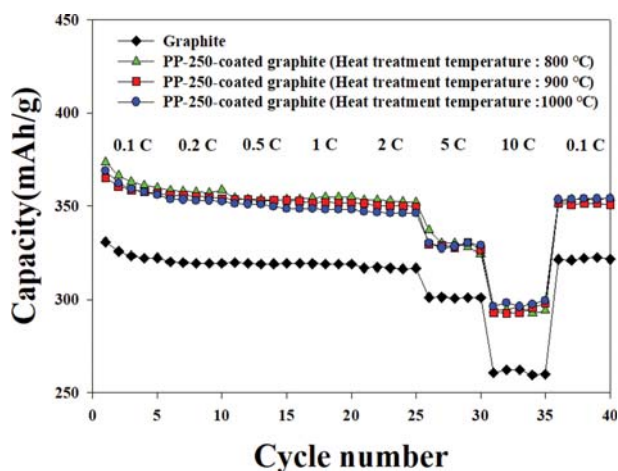 450
400
350
300
250
Capacity(mAh/g)
Graphite
PP-250-coated graphite (Heat treatment temperature : 800 °C)
PP-250-coated graphite (Heat treatment temperature : 900 °C)
PP-250-coated graphite (Heat treatment temperature :1000 °C)
0.1 C 0.2 C 0.5 C 1 C 2 C 5 C 10 C 0.1 C
0 5 10 15 20 25 30 35 40
Cycle number